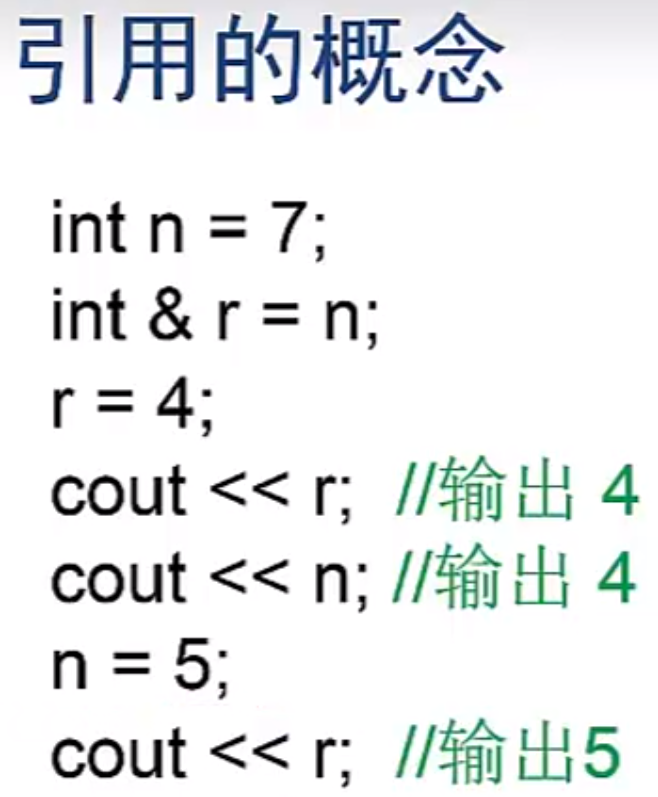 引用的概念
int n = 7;
int & r = n;
r = 4;
cout << r;  //输出 4
cout << n; //输出 4
n = 5;
cout << r;  //输出5